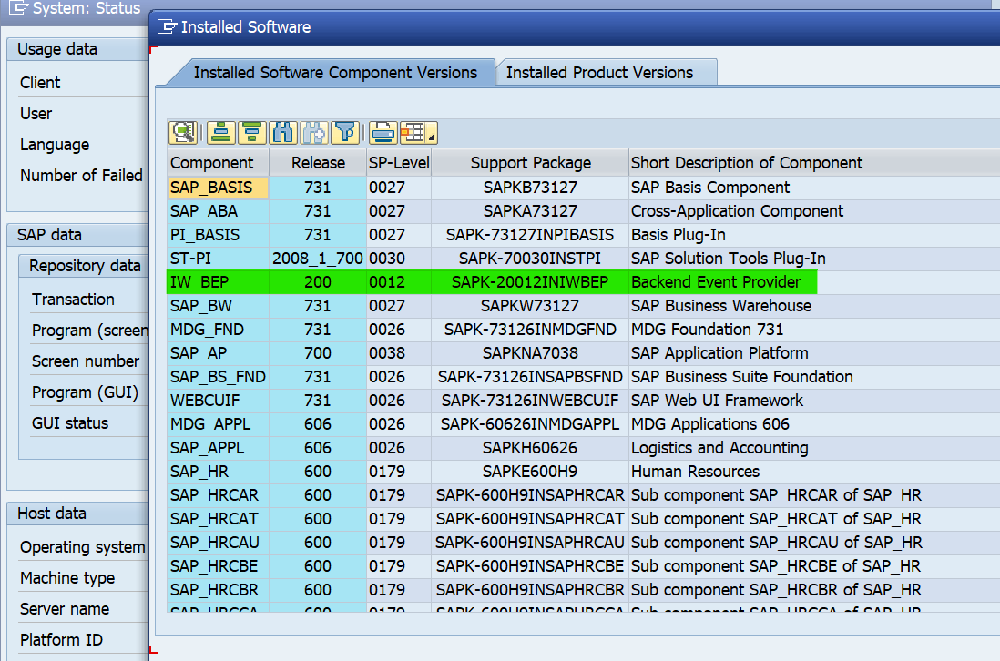 System: Status
Usage data
Client
User
Language
Number of Failed
SAP data
Repository data
Transaction
Program (screen
Screen number
Program (GUI)
GUI status
Host data
Operating system
Machine type
Server name
Platform ID
Installed Software
Installed Software Component Versions Installed Product Versions
Component Release SP-Level Support Package Short Description of Component
SAP_BASIS 731 0027 SAPKB73127 SAP Basis Component
SAP_ABA 731 0027 SAPKA73127 Cross-Application Component
PI_BASIS 731 0027 SAPK-73127INPIBASIS Basis Plug-In
ST-PI 2008_1_700 0030 SAPK-70030INSTPI SAP Solution Tools Plug-In
IW_BEP 200 0012 SAPK-20012INIWBEP Backend Event Provider
SAP_BW 731 0027 SAPKW73127 SAP Business Warehouse
MDG_FND 731 0026 SAPK-73126INMDGFND MDG Foundation 731
SAP_AP 700 0038 SAPKNA7038 SAP Application Platform
SAP_BS_FND 731 0026 SAPK-73126INSAPBSFND SAP Business Suite Foundation
WEBCUIF 731 0026 SAPK-73126INWEBCUIF SAP Web UI Framework
MDG_APPL 606 0026 SAPK-60626INMDGAPPL MDG Applications 606
SAP_APPL 606 0026 SAPKH60626 Logistics and Accounting
SAP_HR 600 0179 SAPKE600H9 Human Resources
SAP_HRCAR 600 0179 SAPK-600H9INSAPHRCAR Sub component SAP_HRCAR of SAP_HR
SAP_HRCAT 600 0179 SAPK-600H9INSAPHRCAT Sub component SAP_HRCAT of SAP_HR
SAP_HRCAU 600 0179 SAPK-600H9INSAPHRCAU Sub component SAP_HRCAU of SAP_HR
SAP_HRCBE 600 0179 SAPK-600H9INSAPHRCBE Sub component SAP_HRCBE of SAP_HR
SAP_HRCBR 600 0179 SAPK-600H9INSAPHRCBR Sub component SAP_HRCBR of SAP_HR